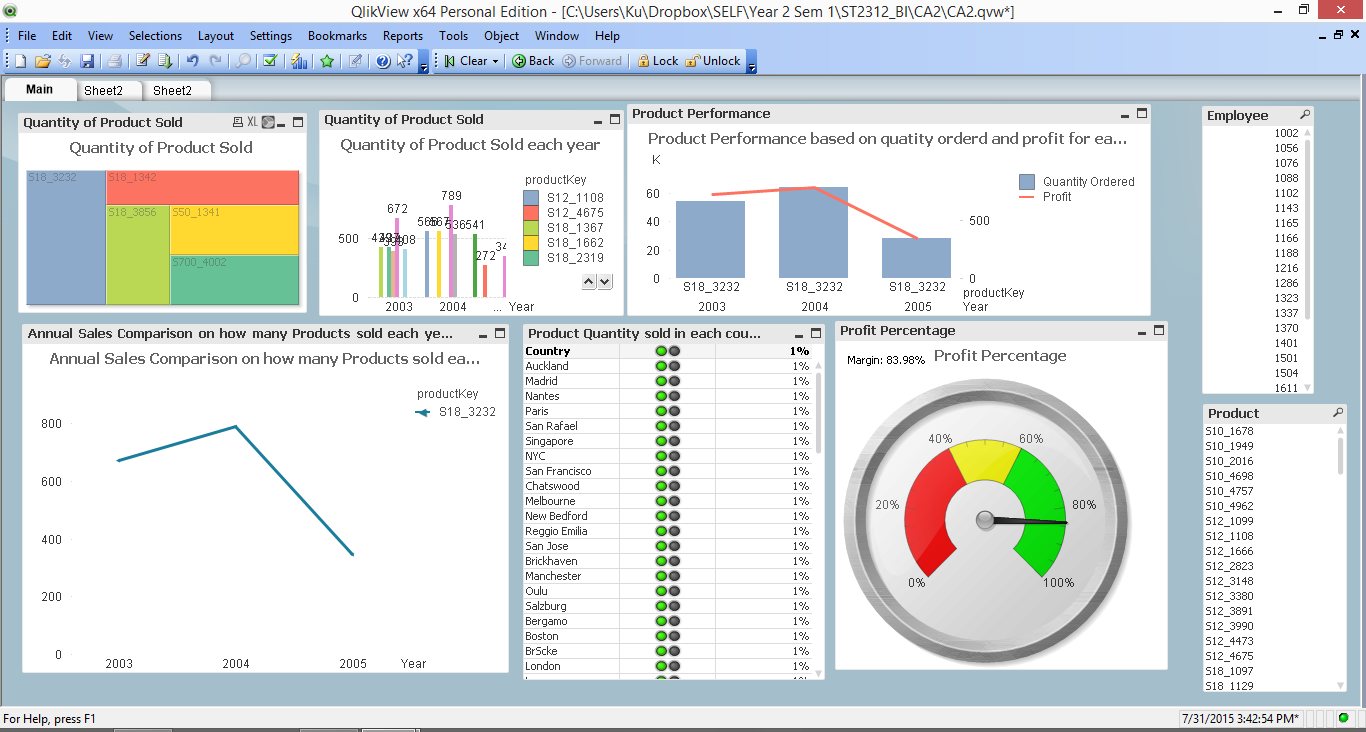 QlikView x64 Personal Edition - [C:\Users\Ku\Dropbox\SELF\Year 2 Sem 1\ST2312_BI\CA2\CA2.qvw*]
File Edit View Selections Layout Settings Bookmarks Reports Tools Object Window Help
Clear Back Forward Lock Unlock
Main Sheet2 Sheet2
Quantity of Product Sold XL
Quantity of Product Sold
S18_3232
S18_1342
S18_3856
S50_1341
S700_4002
Quantity of Product Sold
Quantity of Product Sold each year
productKey
S12_1108
S12_4675
S18_1367
S18_1662
S18_2319
789
672
541
272
500
0
2003 2004 ... Year
Product Performance
Product Performance based on quatity orderd and profit for ea...
K
60
40
20
0
500
0
Quantity Ordered
Profit
S18_3232 S18_3232 S18_3232
productKey
2003 2004 2005 Year
Annual Sales Comparison on how many Products sold each ye...
Annual Sales Comparison on how many Products sold ea...
productKey
S18_3232
800
600
400
200
0
2003 2004 2005 Year
Product Quantity sold in each cou...
Country 1%
Auckland 1%
Madrid 1%
Nantes 1%
Paris 1%
San Rafael 1%
Singapore 1%
NYC 1%
San Francisco 1%
Chatswood 1%
Melbourne 1%
New Bedford 1%
Reggio Emilia 1%
San Jose 1%
Brickhaven 1%
Manchester 1%
Oulu 1%
Salzburg 1%
Bergamo 1%
Boston 1%
BrScke 1%
London 1%
Profit Percentage
Margin: 83.98% Profit Percentage
0%
20%
40%
60%
80%
100%
Employee
1002
1056
1076
1088
1102
1143
1165
1166
1188
1216
1286
1323
1337
1370
1401
1501
1504
1611
Product
S10_1678
S10_1949
S10_2016
S10_4698
S10_4757
S10_4962
S12_1099
S12_1108
S12_1666
S12_2823
S12_3148
S12_3380
S12_3891
S12_3990
S12_4473
S12_4675
S18_1097
S18_1129
For Help, press F1
7/31/2015 3:42:54 PM*